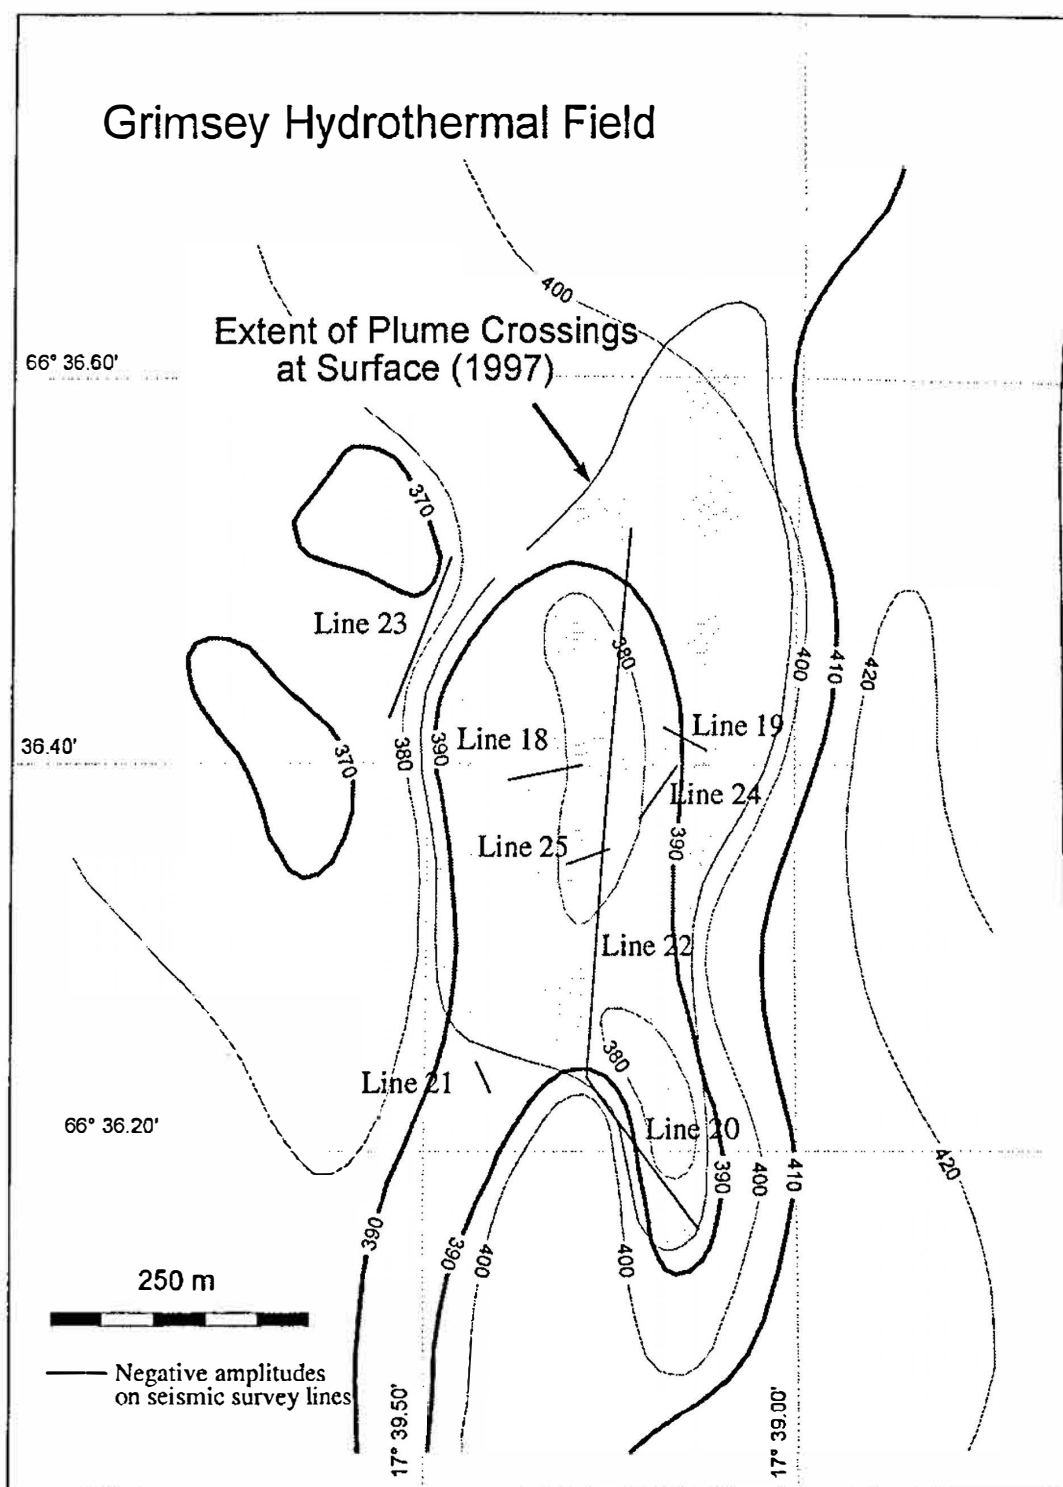 Grimsey Hydrothermal Field
400
Extent of Plume Crossings
at Surface (1997)
66° 36.60'
370
Line 23
380
400
410
420
36.40'
370
380
390
Line 18
Line 19
Line 24
Line 25
390
Line 22
380
Line 21
66° 36.20'
Line 20
390
400
410
420
390
390
400
400
250 m
Negative amplitudes
on seismic survey lines
17° 39.50'
17° 39.00'